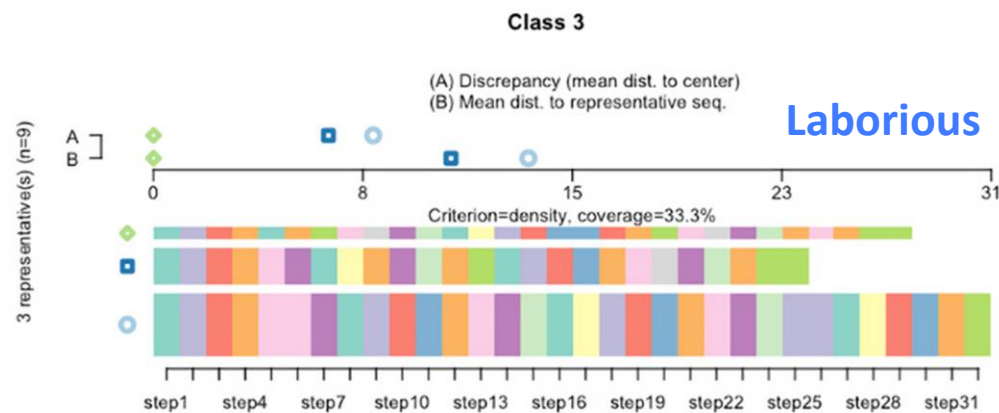 Class 3
(A) Discrepancy (mean dist. to center)
(B) Mean dist. to representative seq.
Laborious
3 representative(s) (n=9)
A
B
0 8 15 23 31
Criterion=density, coverage=33.3%
step1 step4 step7 step10 step13 step16 step19 step22 step25 step28 step31